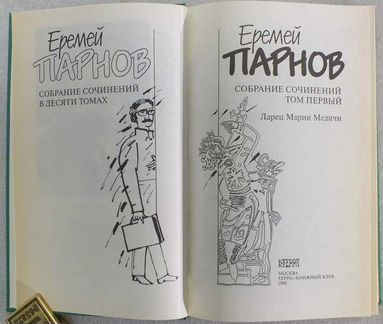 Еремей
ПАРНОВ
СОБРАНИЕ СОЧИНЕНИЙ
В ДЕСЯТИ ТОМАХ
Еремей
ПАРНОВ
СОБРАНИЕ СОЧИНЕНИЙ
ТОМ ПЕРВЫЙ
Ларец Марии Медичи
МОСКВА
ТЕРРА—КНИЖНЫЙ КЛУБ
1998